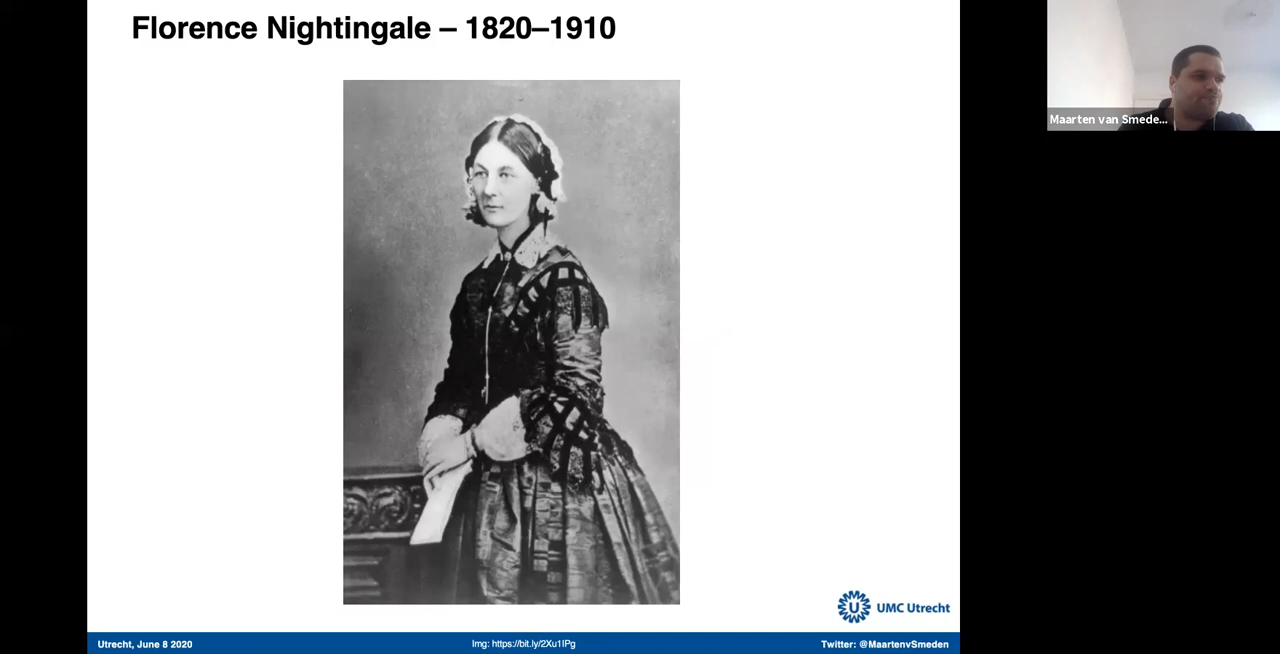 Florence Nightingale – 1820–1910
Maarten van Smede...
U
UMC Utrecht
Utrecht, June 8 2020
Img: https://bit.ly/2Xu1IPg
Twitter: @MaartenvSmeden